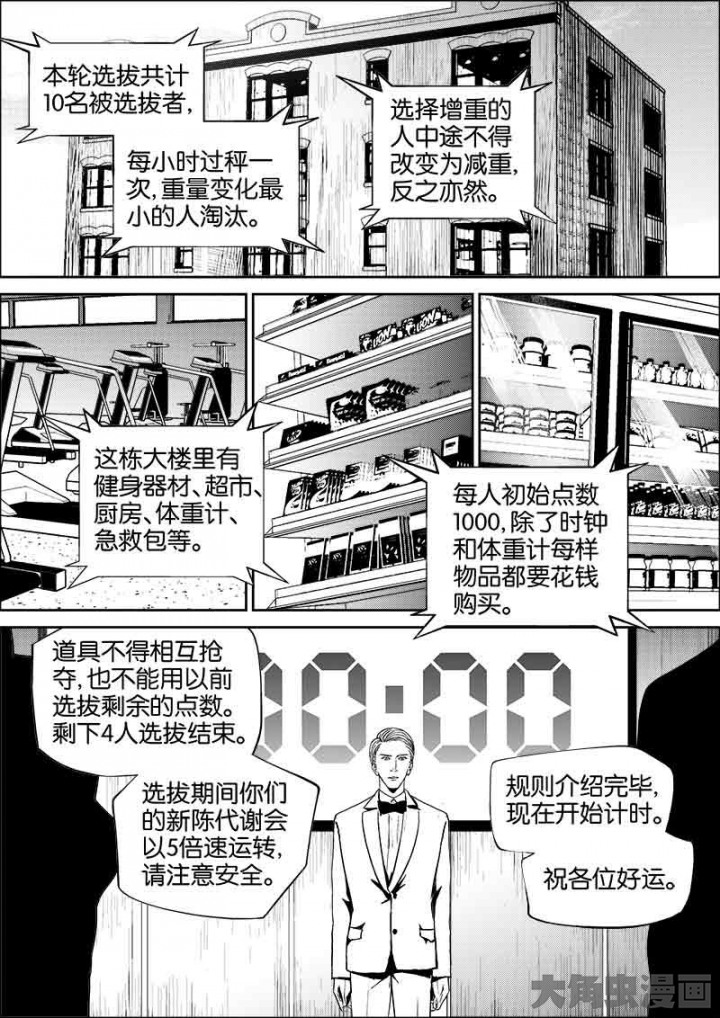 本轮选拔共计
10名被选拔者,
每小时过秤一
次,重量变化最
小的人淘汰。
选择增重的
人中途不得
改变为减重,
反之亦然。
这栋大楼里有
健身器材、超市、
厨房、体重计、
急救包等。
每人初始点数
1000,除了时钟
和体重计每样
物品都要花钱
购买。
道具不得相互抢
夺,也不能用以前
选拔剩余的点数。
剩下4人选拔结束。
00:00
选拔期间你们
的新陈代谢会
以5倍速运转,
请注意安全。
规则介绍完毕,
现在开始计时。
祝各位好运。
大角虫漫画